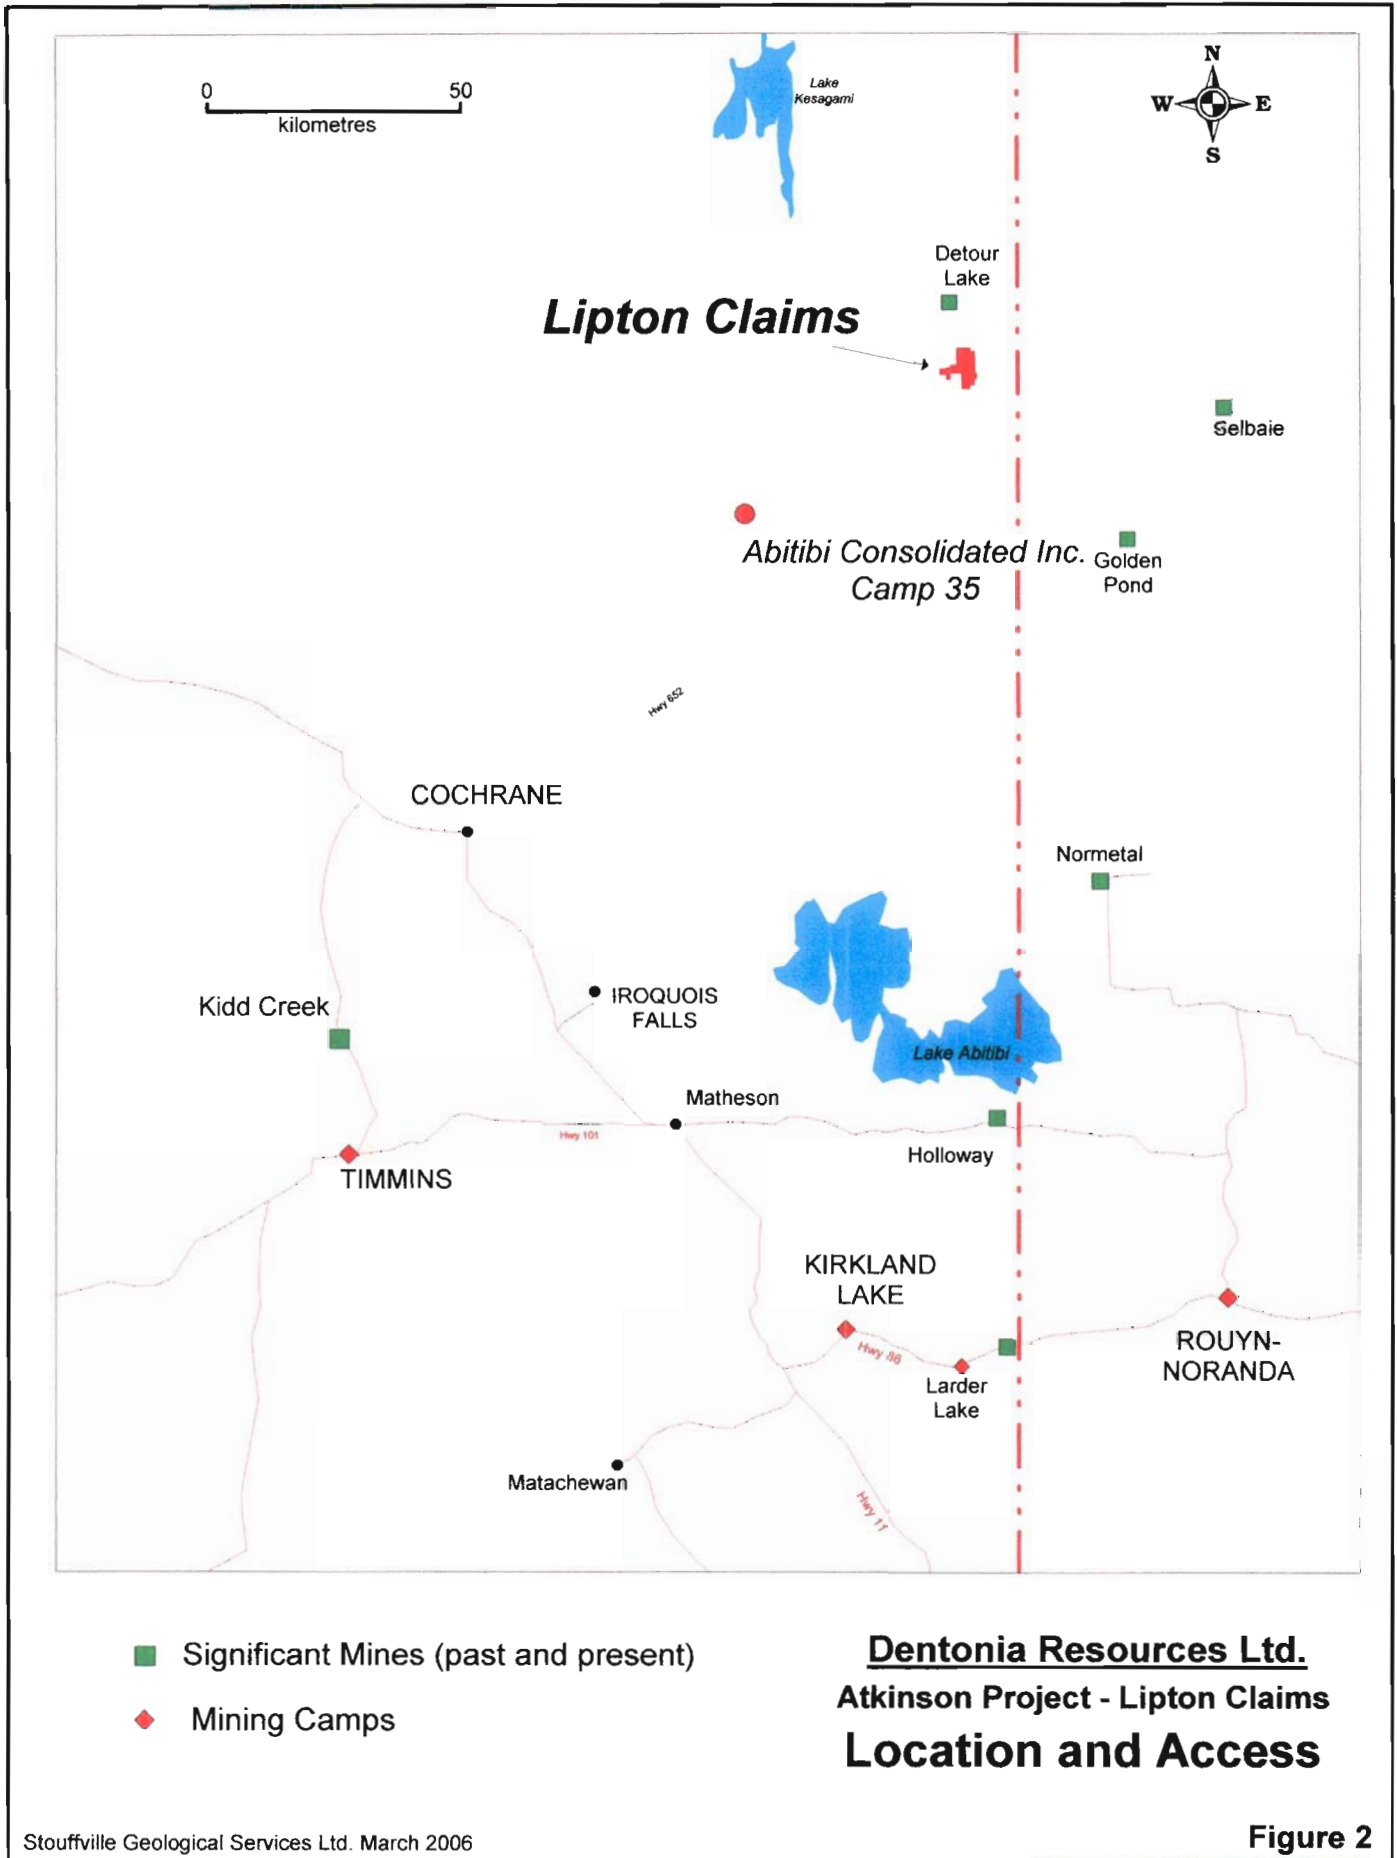 0 50
kilometres
Lake
Kesagami
N
W E
S
Detour
Lake
Lipton Claims
Selbaie
Abitibi Consolidated Inc.
Camp 35
Golden
Pond
Hwy 652
COCHRANE
Normetal
Kidd Creek
IROQUOIS
FALLS
Lake Abitibi
Matheson
Hwy 101
Holloway
TIMMINS
KIRKLAND
LAKE
Hwy 86
ROUYN-
NORANDA
Larder
Lake
Matachewan
Hwy 11
Significant Mines (past and present)
Mining Camps
Dentonia Resources Ltd.
Atkinson Project - Lipton Claims
Location and Access
Stouffville Geological Services Ltd. March 2006
Figure 2